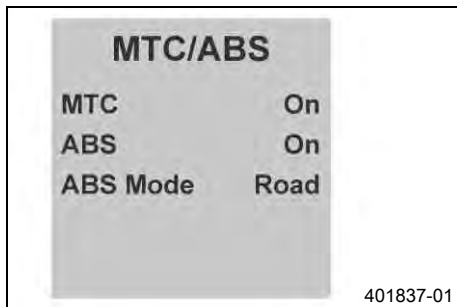 MTC/ABS
MTC On
ABS On
ABS Mode Road
401837-01